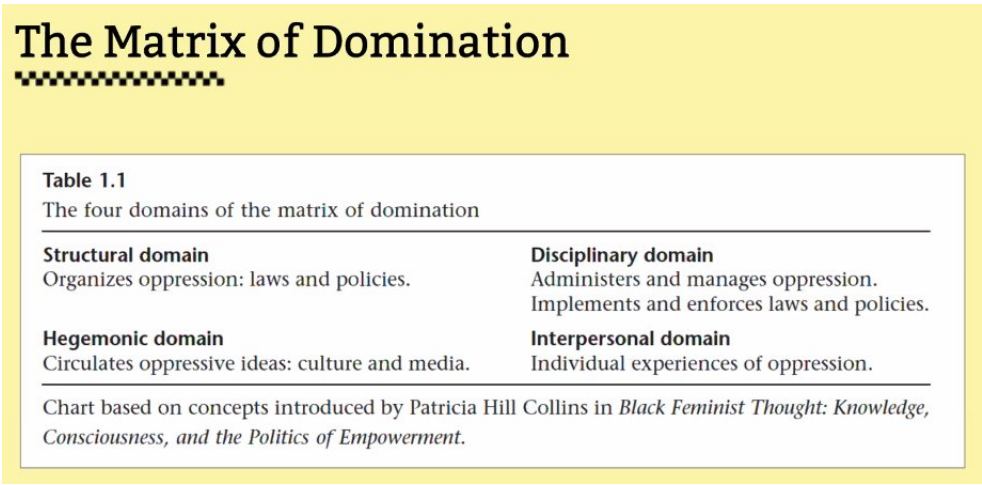 The Matrix of Domination
Table 1.1
The four domains of the matrix of domination
Structural domain
Organizes oppression: laws and policies.
Disciplinary domain
Administers and manages oppression.
Implements and enforces laws and policies.
Hegemonic domain
Circulates oppressive ideas: culture and media.
Interpersonal domain
Individual experiences of oppression.
Chart based on concepts introduced by Patricia Hill Collins in Black Feminist Thought: Knowledge,
Consciousness, and the Politics of Empowerment.